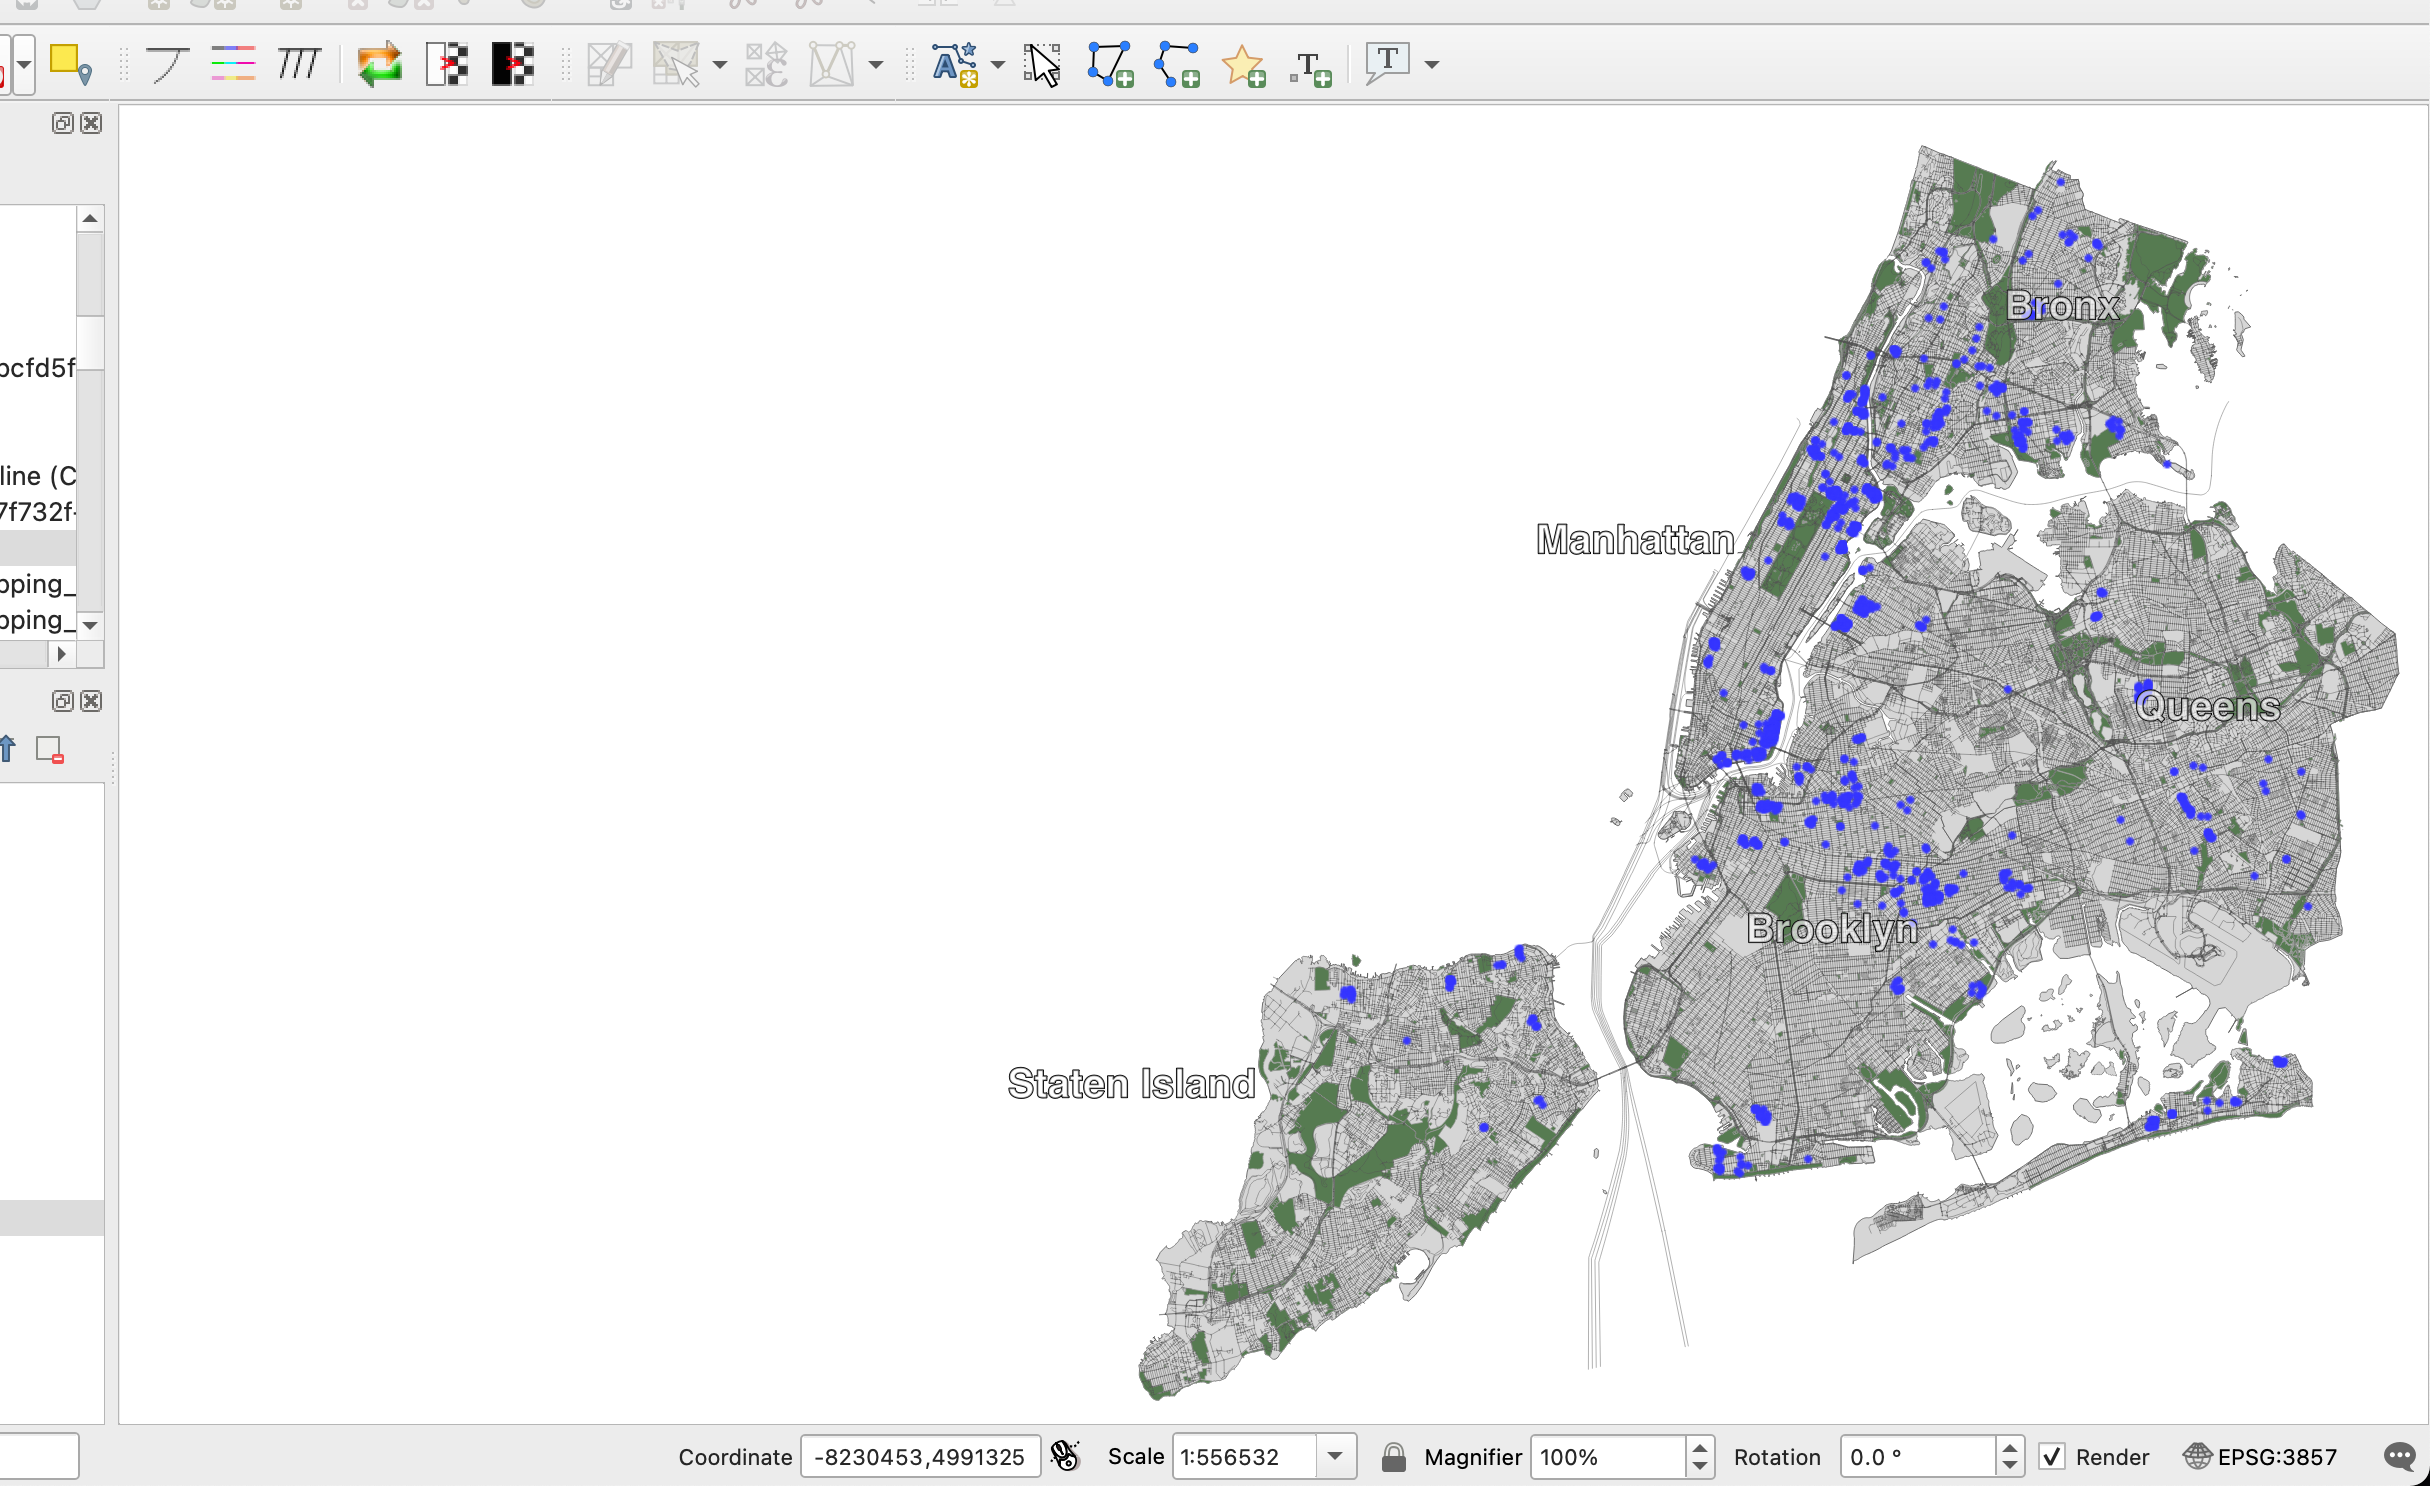 bcfd5f
line (C
7f732f-
pping_
pping_
Bronx
Manhattan
Queens
Brooklyn
Staten Island
Coordinate -8230453,4991325 Scale 1:556532 Magnifier 100% Rotation 0.0 ° Render EPSG:3857